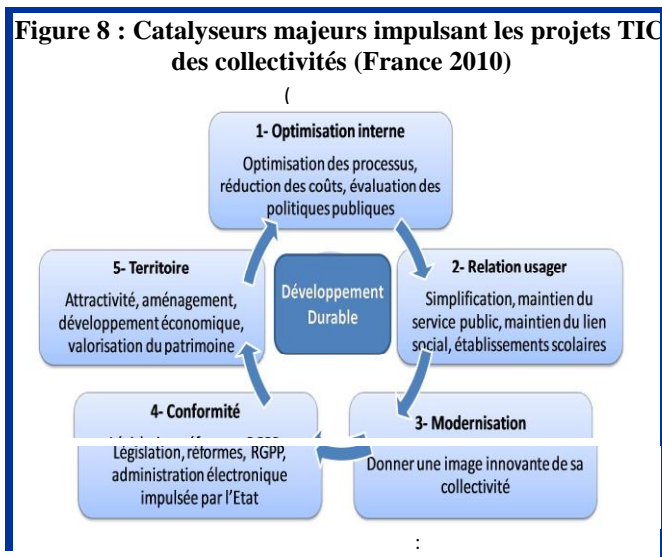 Figure 8 : Catalyseurs majeurs impulsant les projets TIC
des collectivités (France 2010)
(
1- Optimisation interne
Optimisation des processus,
réduction des coûts, évaluation des
politiques publiques
2- Relation usager
Simplification, maintien du
service public, maintien du lien
social, établissements scolaires
3- Modernisation
Donner une image innovante de sa
collectivité
4- Conformité
Législation, réformes, RGPP,
administration électronique
impulsée par l'Etat
5- Territoire
Attractivité, aménagement,
développement économique,
valorisation du patrimoine
Développement
Durable
: